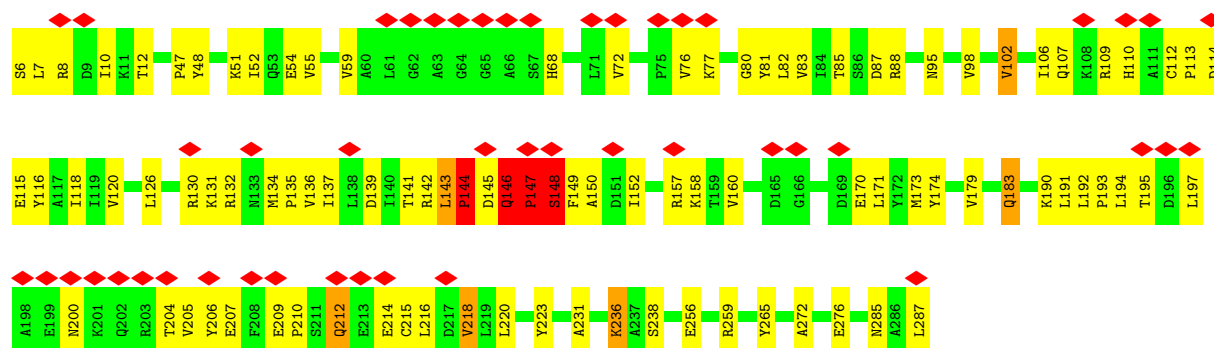 S6 L7 R8 D9 I10 K11 T12 P47 Y48 K51 I52 Q53 E54 V55 V59 A60 L61 G62 A63 G64 G65 A66 S67 H68 L71 V72 P75 V76 K77 G80 Y81 L82 V83 I84 T85 S86 D87 R88 N95 V98 V102 I106 Q107 K108 R109 H110 A111 C112 P113
E115 Y116 A117 I118 I119 V120 L126 R130 K131 R132 N133 M134 P135 V136 I137 L138 D139 I140 T141 R142 L143 P144 D145 Q146 P147 S148 F149 A150 D151 I152 R157 K158 T159 V160 D165 G166 D169 E170 L171 Y172 M173 Y174 V179 Q183 K190 L191 L192 P193 L194 T195 D196 L197
A198 E199 N200 K201 Q202 R203 T204 V205 Y206 E207 F208 E209 P210 S211 Q212 E213 E214 C215 L216 D217 V218 L219 L220 Y223 A231 K236 A237 S238 E256 R259 Y265 A272 E276 N285 A286 L287